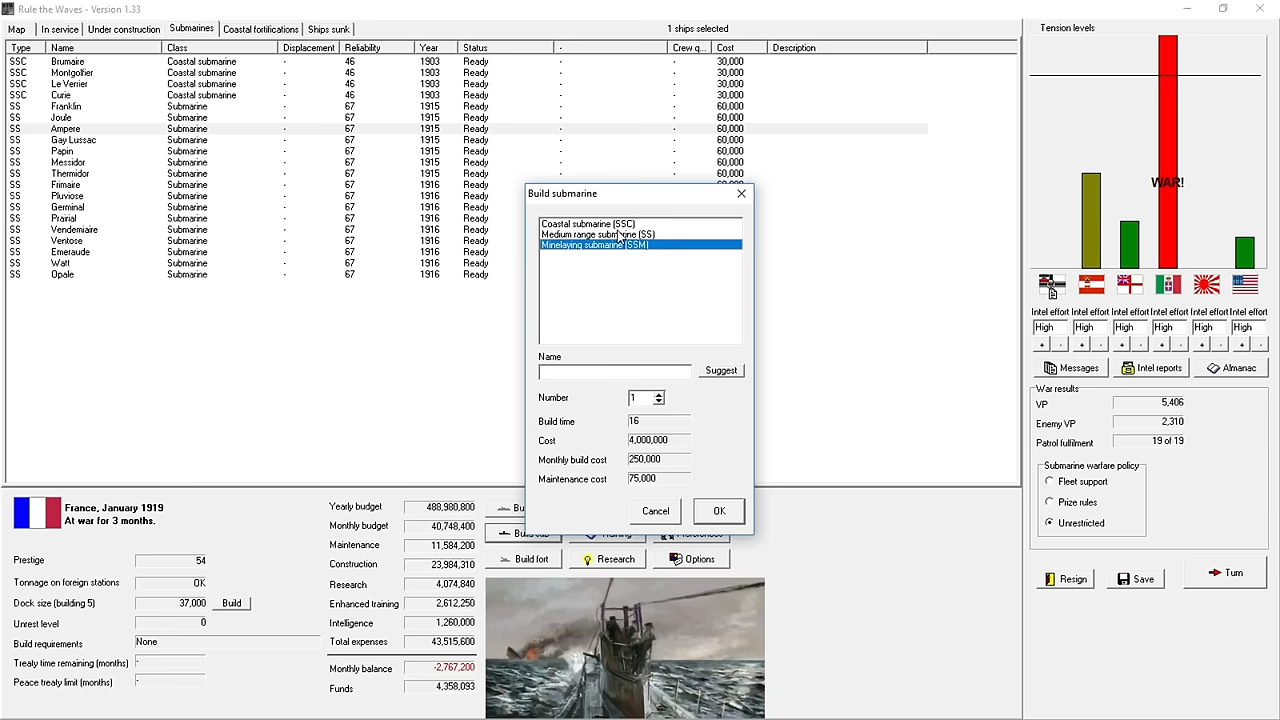 Rule the Waves - Version 1.33
Map In service Under construction Submarines Coastal fortifications Ships sunk 1 ships selected
Type Name Class Displacement Reliability Year Status - Crew q... Cost Description
SSC Brumaire Coastal submarine - 46 1903 Ready - - 30,000
SSC Montgolfier Coastal submarine - 46 1903 Ready - - 30,000
SSC Le Verrier Coastal submarine - 46 1903 Ready - - 30,000
SSC Curie Coastal submarine - 46 1903 Ready - - 30,000
SS Franklin Submarine - 67 1915 Ready - - 60,000
SS Joule Submarine - 67 1915 Ready - - 60,000
SS Ampere Submarine - 67 1915 Ready - - 60,000
SS Gay Lussac Submarine - 67 1915 Ready - - 60,000
SS Papin Submarine - 67 1915 Ready - - 60,000
SS Messidor Submarine - 67 1915 Ready - - 60,000
SS Thermidor Submarine - 67 1915 Ready - - 60,000
SS Frimaire Submarine - 67 1916 Ready
SS Pluviose Submarine - 67 1916 Ready
SS Germinal Submarine - 67 1916 Ready
SS Prairial Submarine - 67 1916 Ready
SS Vendemiaire Submarine - 67 1916 Ready
SS Ventose Submarine - 67 1916 Ready
SS Emeraude Submarine - 67 1916 Ready
SS Watt Submarine - 67 1916 Ready
SS Opale Submarine - 67 1916 Ready
Build submarine
Coastal submarine (SSC)
Medium range submarine (SS)
Minelaying submarine (SSM)
Name
Suggest
Number 1
Build time 16
Cost 4,000,000
Monthly build cost 250,000
Maintenance cost 75,000
Cancel OK
Tension levels
WAR!
Intel effort Intel effort Intel effort Intel effort Intel effort Intel effort
High High High High High High
+ - + - + - + - + - + -
Messages Intel reports Almanac
War results
VP 5,406
Enemy VP 2,310
Patrol fulfilment 19 of 19
Submarine warfare policy
Fleet support
Prize rules
Unrestricted
Resign Save Turn
France, January 1919
At war for 3 months.
Prestige 54
Tonnage on foreign stations OK
Dock size (building 5) 37,000 Build
Unrest level 0
Build requirements None
Treaty time remaining (months) -
Peace treaty limit (months) -
Yearly budget 488,980,800
Monthly budget 40,748,400
Maintenance 11,584,200
Construction 23,984,310
Research 4,074,840
Enhanced training 2,612,250
Intelligence 1,260,000
Total expenses 43,515,600
Monthly balance -2,767,200
Funds 4,358,093
Build fort Research Options